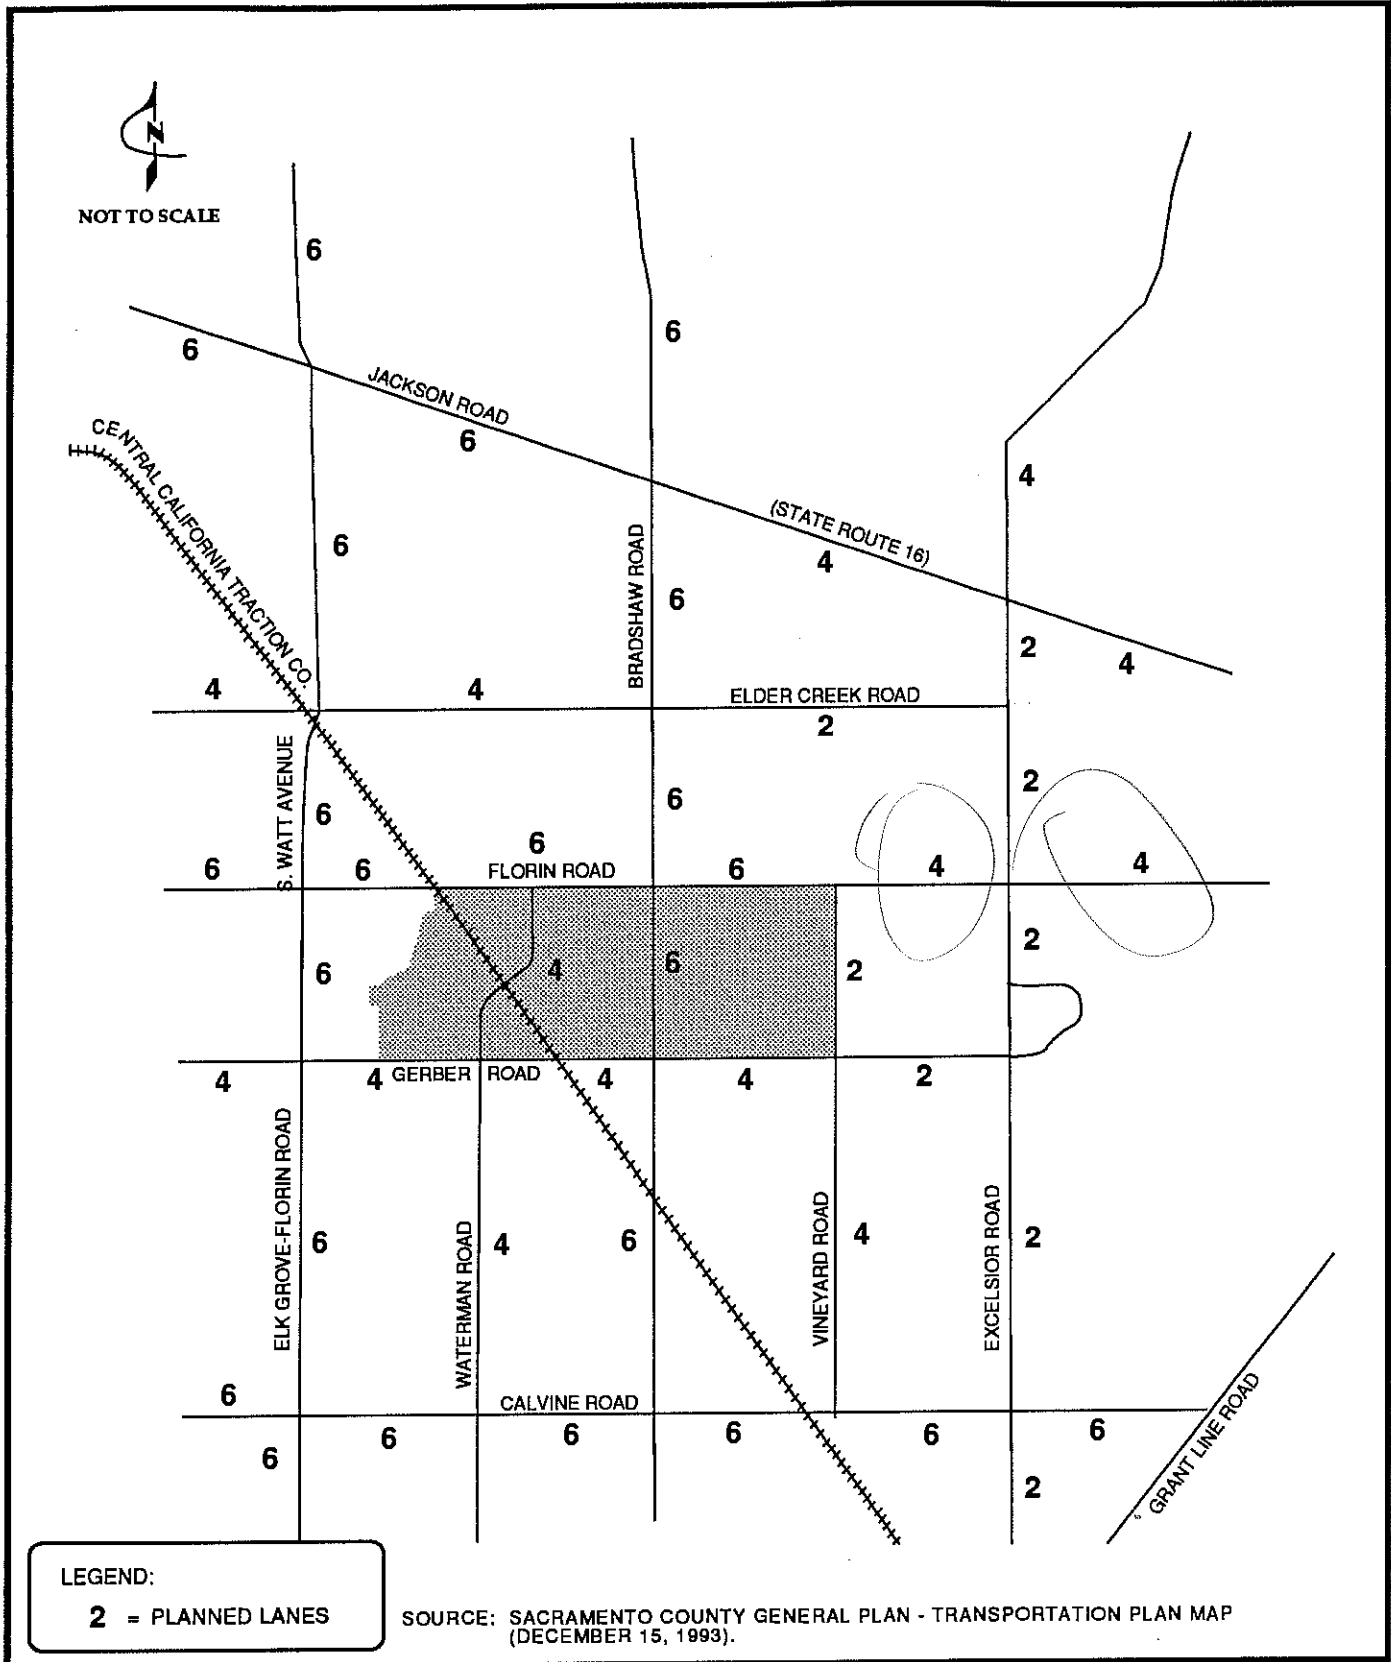 N
NOT TO SCALE
6
6
6
JACKSON ROAD
6
CENTRAL CALIFORNIA TRACTION CO.
4
(STATE ROUTE 16)
4
6
BRADSHAW ROAD
6
2
4
4
4
ELDER CREEK ROAD
2
S. WATT AVENUE
6
6
2
6
6
6
FLORIN ROAD
6
4
4
6
4
6
2
2
4
4
GERBER ROAD
4
4
2
ELK GROVE-FLORIN ROAD
6
WATERMAN ROAD
4
6
VINEYARD ROAD
4
EXCELSIOR ROAD
2
6
CALVINE ROAD
6
6
6
6
6
6
2
GRANT LINE ROAD
LEGEND:
2 = PLANNED LANES
SOURCE: SACRAMENTO COUNTY GENERAL PLAN - TRANSPORTATION PLAN MAP
(DECEMBER 15, 1993).